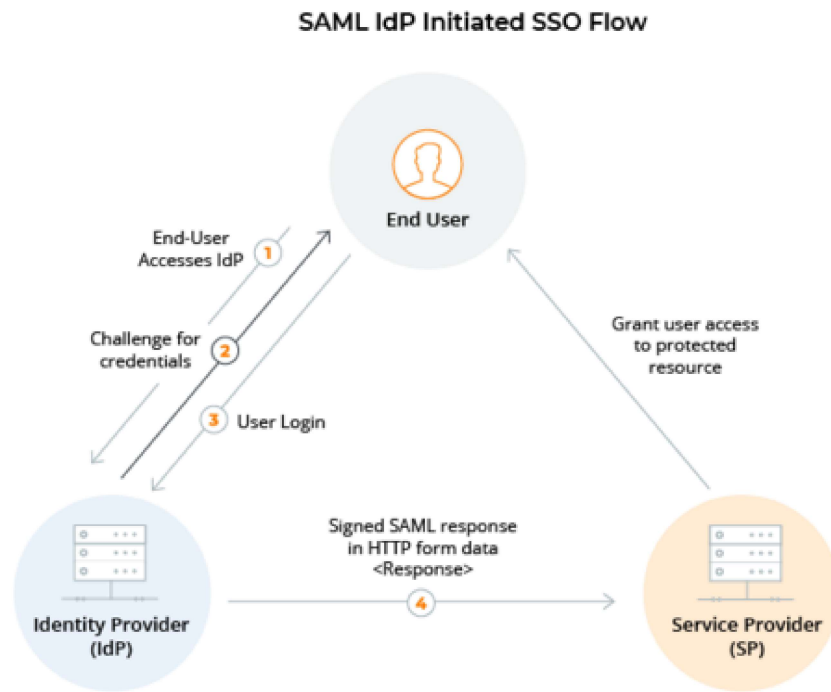 SAML IdP Initiated SSO Flow
End User
End-User
Accesses IdP
1
Challenge for
credentials
2
3
User Login
Grant user access
to protected
resource
Signed SAML response
in HTTP form data
<Response>
4
Identity Provider
(IdP)
Service Provider
(SP)